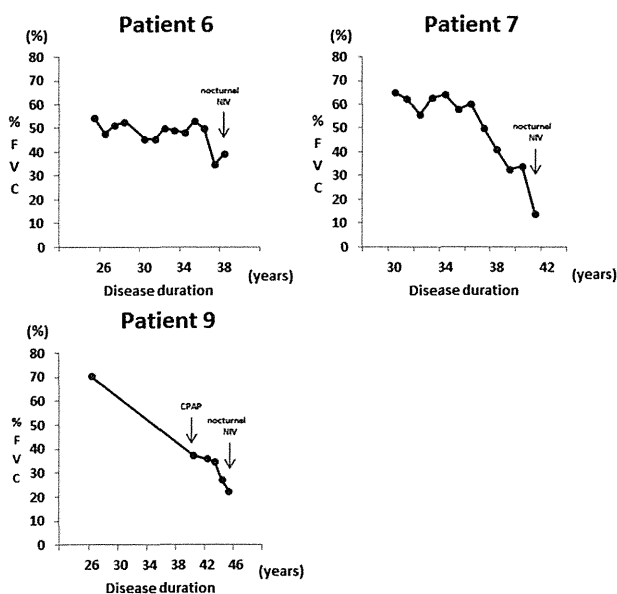 Patient 6
(%)
80
70
60
50
40
30
20
10
0
% F V C
nocturnal
NIV
26 30 34 38
(years)
Disease duration
Patient 7
(%)
80
70
60
50
40
30
20
10
0
% F V C
nocturnal
NIV
30 34 38 42
(years)
Disease duration
Patient 9
(%)
80
70
60
50
40
30
20
10
0
% F V C
CPAP
nocturnal
NIV
26 36 33 34 38 42 46
(years)
Disease duration